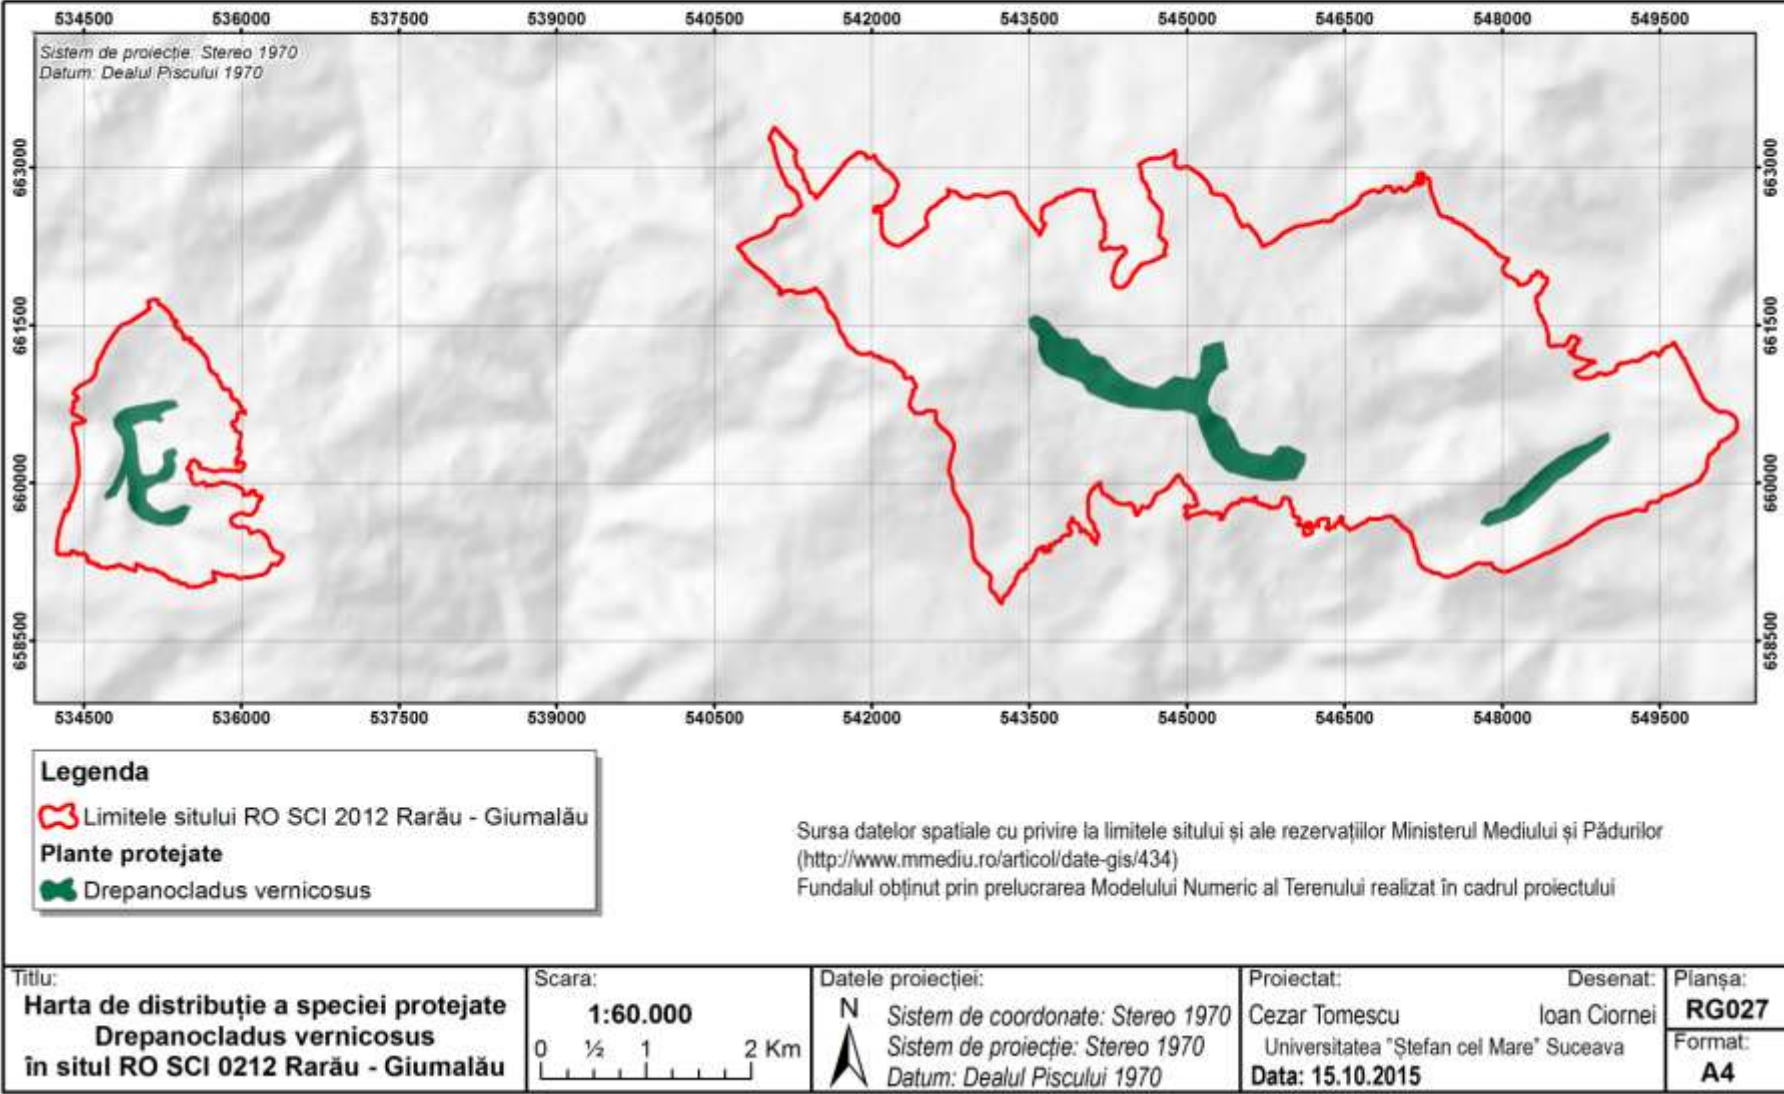 534500 536000 537500 539000 540500 542000 543500 545000 546500 548000 549500
Sistem de proiecție: Stereo 1970
Datum: Dealul Piscului 1970
663000 663000
661500 661500
660000 660000
658500 658500
534500 536000 537500 539000 540500 542000 543500 545000 546500 548000 549500
Legenda
Limitele sitului RO SCI 2012 Rarău - Giumalău
Plante protejate
Drepanocladus vernicosus
Sursa datelor spatiale cu privire la limitele sitului și ale rezervațiilor Ministerul Mediului și Pădurilor
(http://www.mmediu.ro/articol/date-gis/434)
Fundalul obținut prin prelucrarea Modelului Numeric al Terenului realizat în cadrul proiectului
Titlu:
Harta de distribuție a speciei protejate
Drepanocladus vernicosus
în situl RO SCI 0212 Rarău - Giumalău
Scara:
1:60.000
0 ½ 1 2 Km
Datele proiecției:
N
Sistem de coordonate: Stereo 1970
Sistem de proiecție: Stereo 1970
Datum: Dealul Piscului 1970
Proiectat: Desenat:
Cezar Tomescu Ioan Ciornei
Universitatea "Ștefan cel Mare" Suceava
Data: 15.10.2015
Planșa:
RG027
Format:
A4